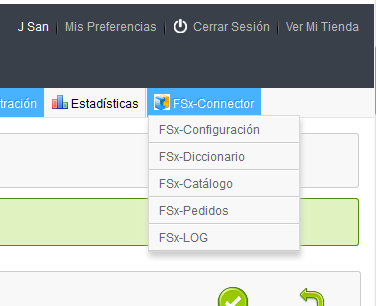 J San | Mis Preferencias | Cerrar Sesión | Ver Mi Tienda
tración Estadísticas FSx-Connector
FSx-Configuración
FSx-Diccionario
FSx-Catálogo
FSx-Pedidos
FSx-LOG